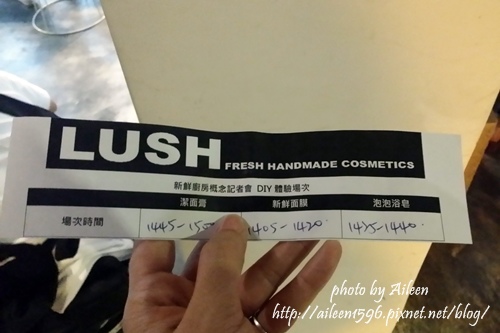 LUSH FRESH HANDMADE COSMETICS
新鮮廚房概念記者會 DIY 體驗場次
潔面膏 新鮮面膜 泡泡浴皂
場次時間 1445-150 1405-1420. 1425-1440.
photo by Aileen
http://aileen1596.pixnet.net/blog/